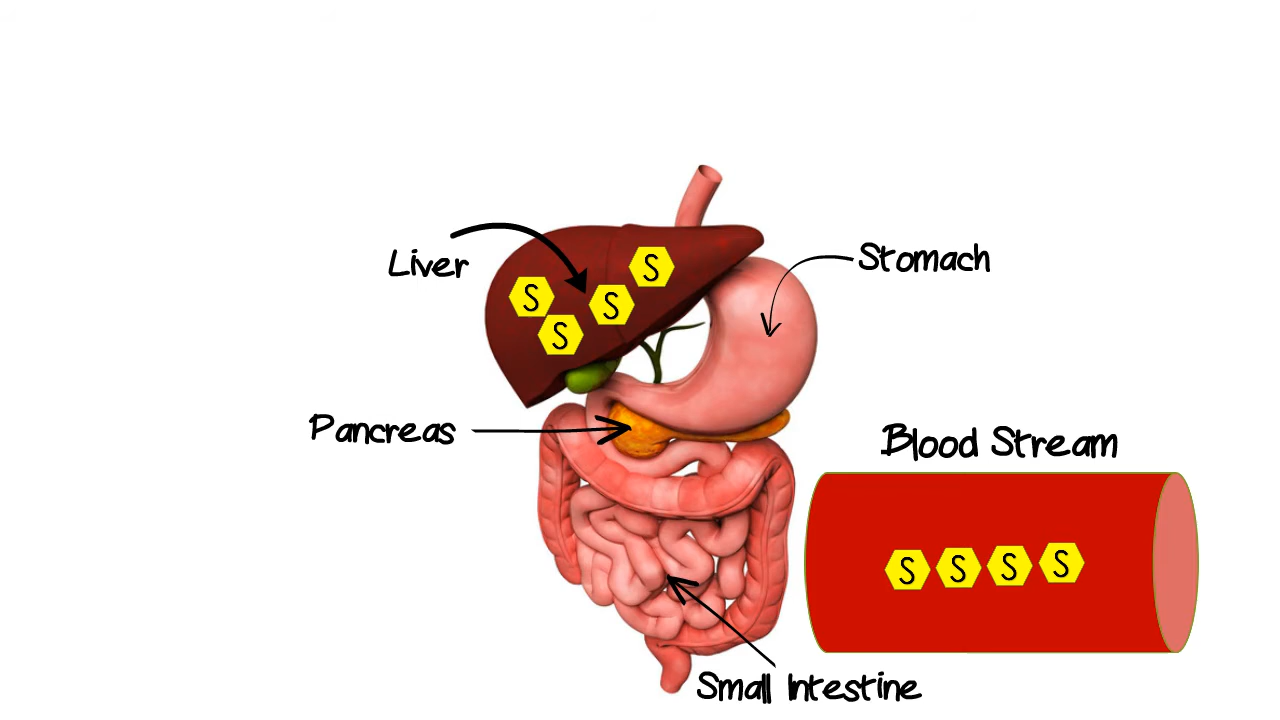 Liver
Stomach
S
S
S
S
Pancreas
Blood Stream
S S S S
Small Intestine